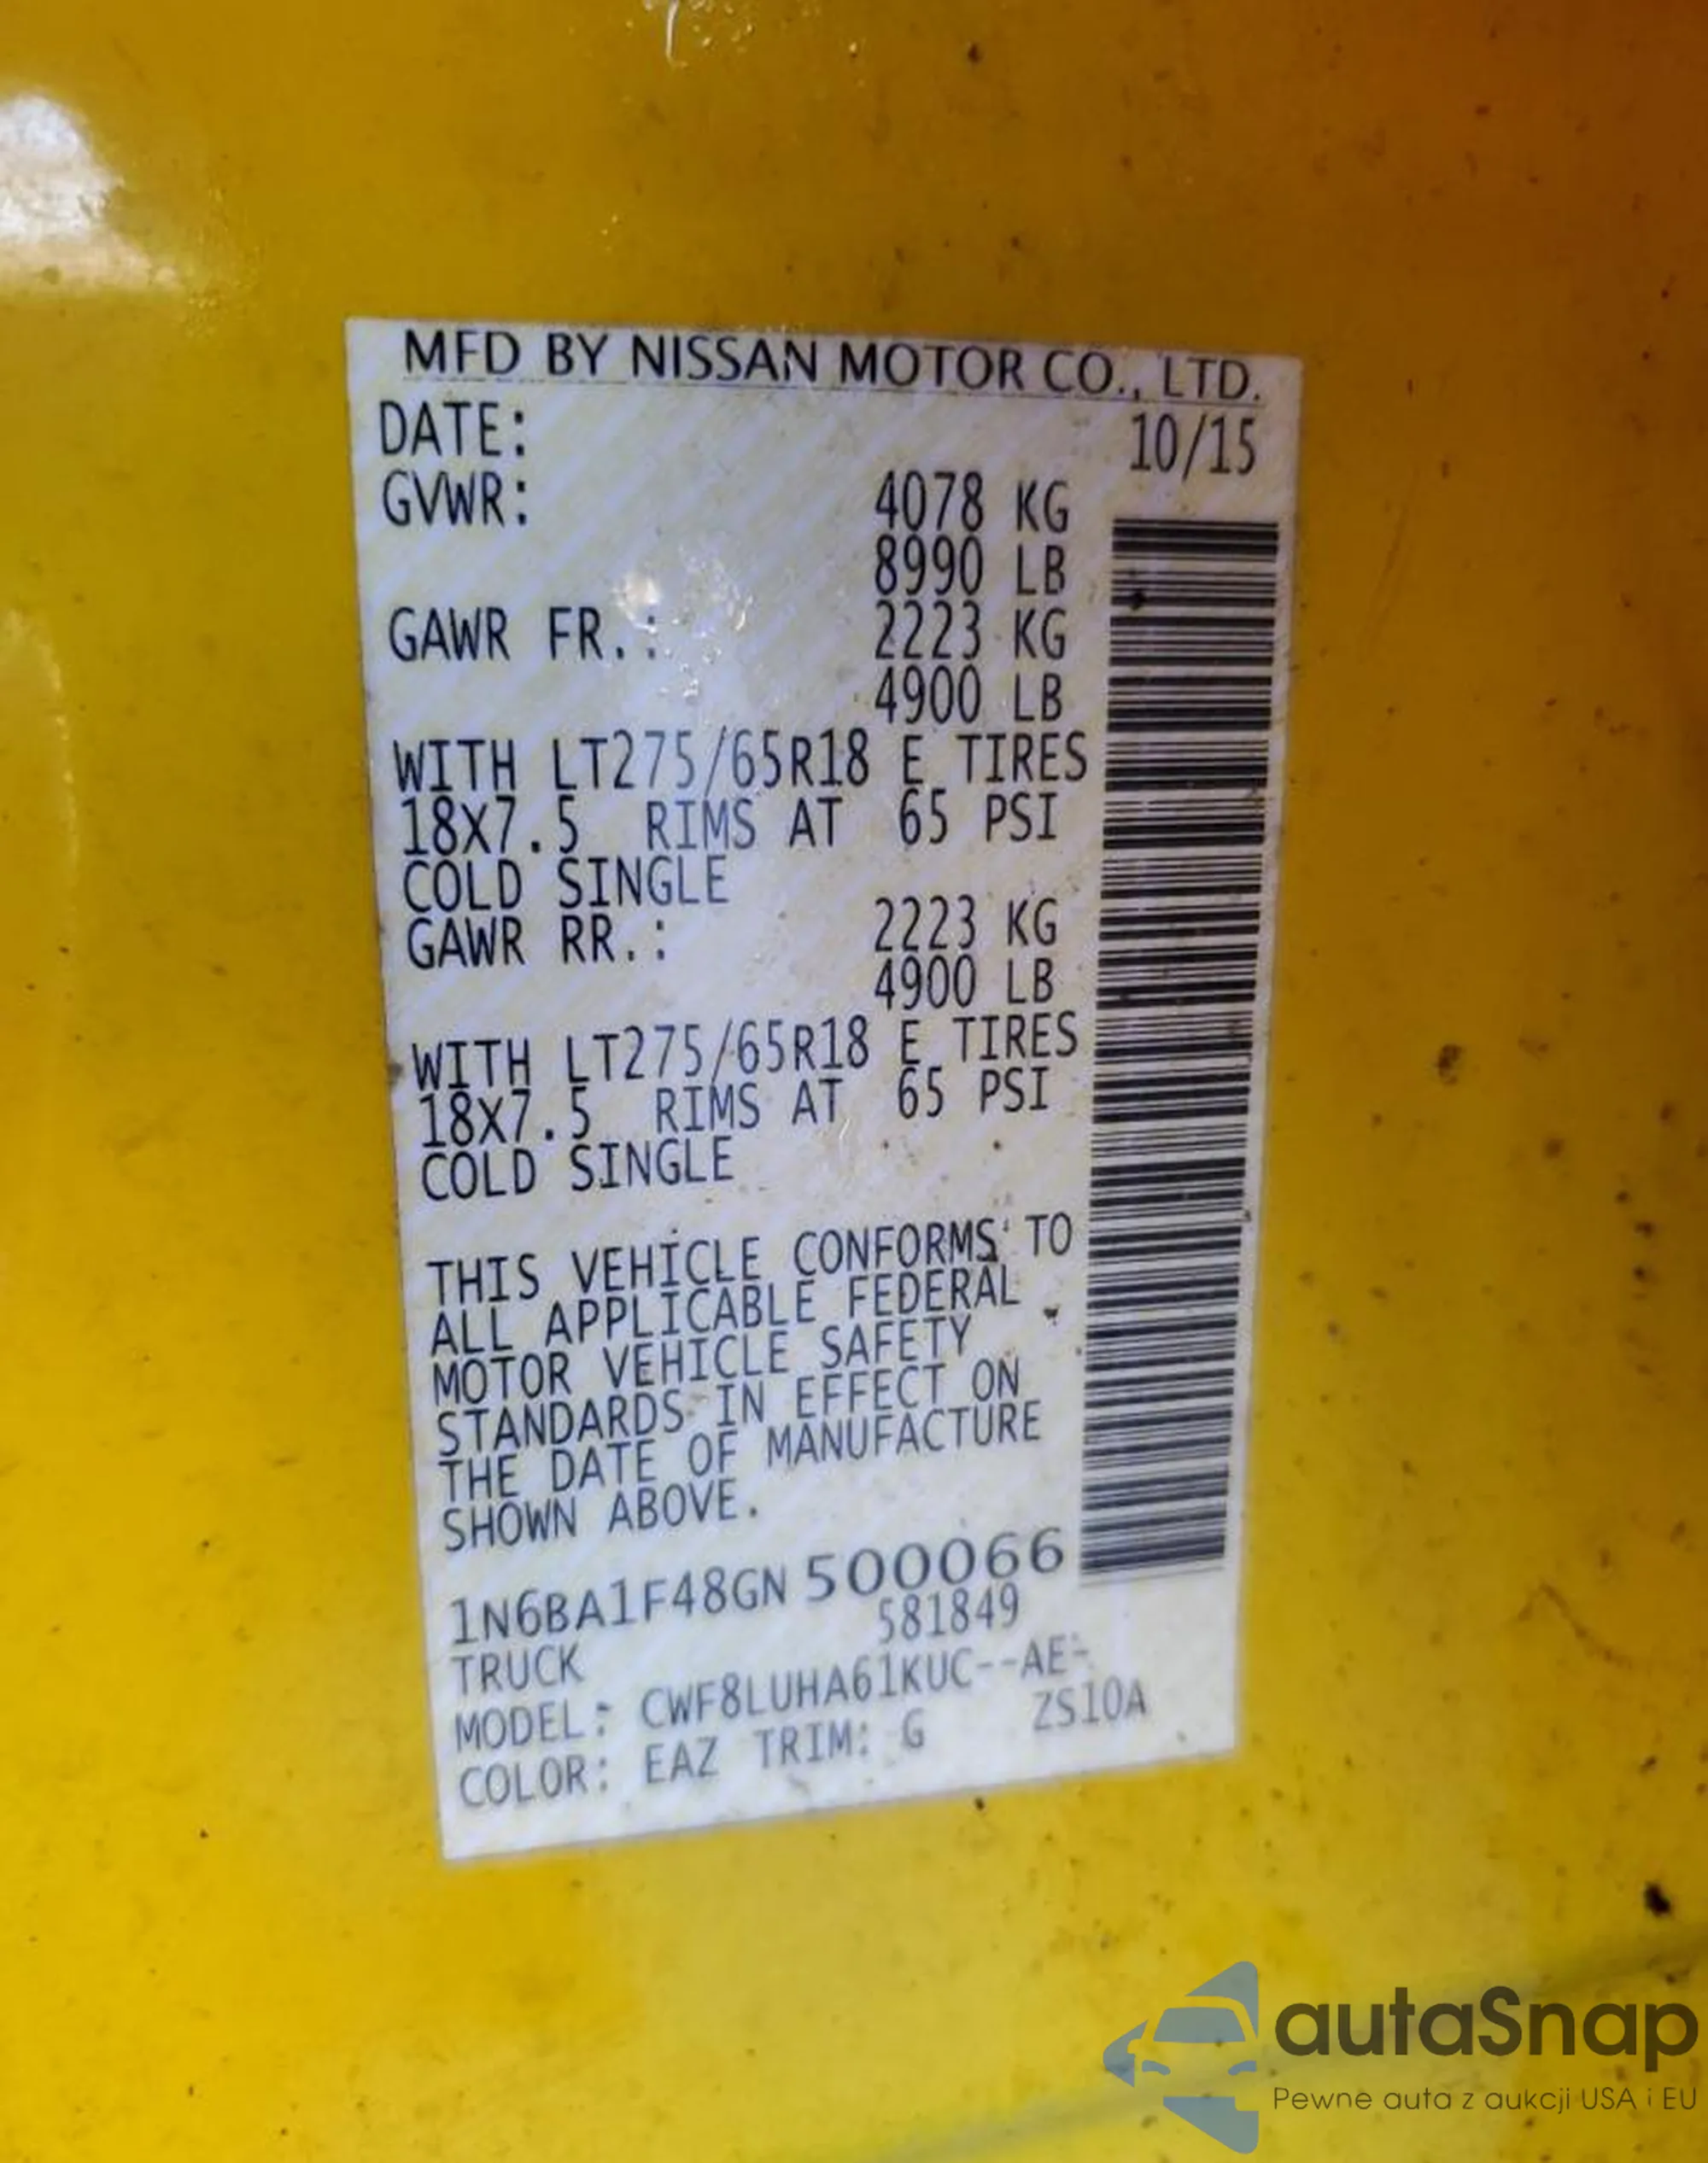 MFD BY NISSAN MOTOR CO., LTD.
DATE: 10/15
GVWR: 4078 KG
8990 LB
GAWR FR.: 2223 KG
4900 LB
WITH LT275/65R18 E TIRES
18X7.5 RIMS AT 65 PSI
COLD SINGLE
GAWR RR.: 2223 KG
4900 LB
WITH LT275/65R18 E TIRES
18X7.5 RIMS AT 65 PSI
COLD SINGLE
THIS VEHICLE CONFORMS TO
ALL APPLICABLE FEDERAL
MOTOR VEHICLE SAFETY
STANDARDS IN EFFECT ON
THE DATE OF MANUFACTURE
SHOWN ABOVE.
1N6BA1F48GN500066
581849
TRUCK
MODEL: CWF8LUHA61KUC--AE-
COLOR: EAZ TRIM: G ZS10A
autaSnap
Pewne auta z aukcji USA i EU